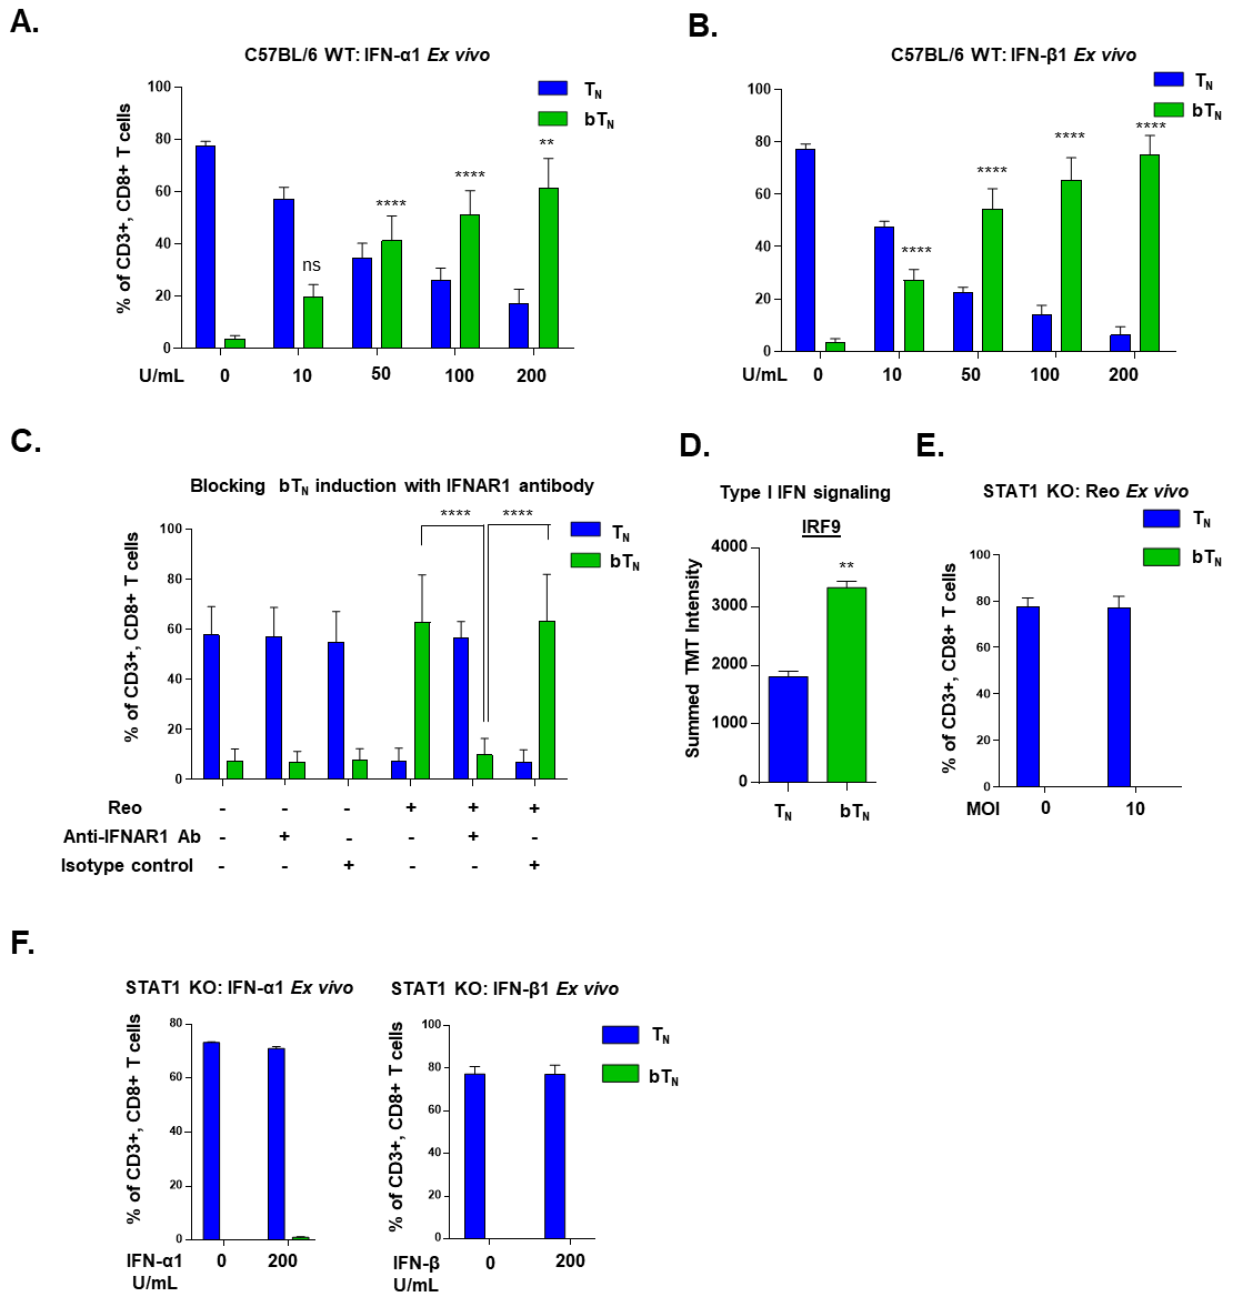 A.
C57BL/6 WT: IFN-α1 Ex vivo
% of CD3+, CD8+ T cells
100
80
60
40
20
0
ns
****
****
**
TN
bTN
U/mL 0 10 50 100 200
B.
C57BL/6 WT: IFN-β1 Ex vivo
100
80
60
40
20
0
****
****
****
****
TN
bTN
U/mL 0 10 50 100 200
C.
Blocking bTN induction with IFNAR1 antibody
% of CD3+, CD8+ T cells
100
80
60
40
20
0
**** ****
TN
bTN
Reo - - - + + +
Anti-IFNAR1 Ab - + - - + -
Isotype control - - + - - +
D.
Type I IFN signaling
IRF9
Summed TMT Intensity
4000
3000
2000
1000
0
**
TN bTN
E.
STAT1 KO: Reo Ex vivo
% of CD3+, CD8+ T cells
100
80
60
40
20
0
TN
bTN
MOI 0 10
F.
STAT1 KO: IFN-α1 Ex vivo
% of CD3+, CD8+ T cells
80
60
40
20
0
IFN-α1 0 200
U/mL
STAT1 KO: IFN-β1 Ex vivo
% of CD3+, CD8+ T cells
100
80
60
40
20
0
TN
bTN
IFN-β 0 200
U/mL